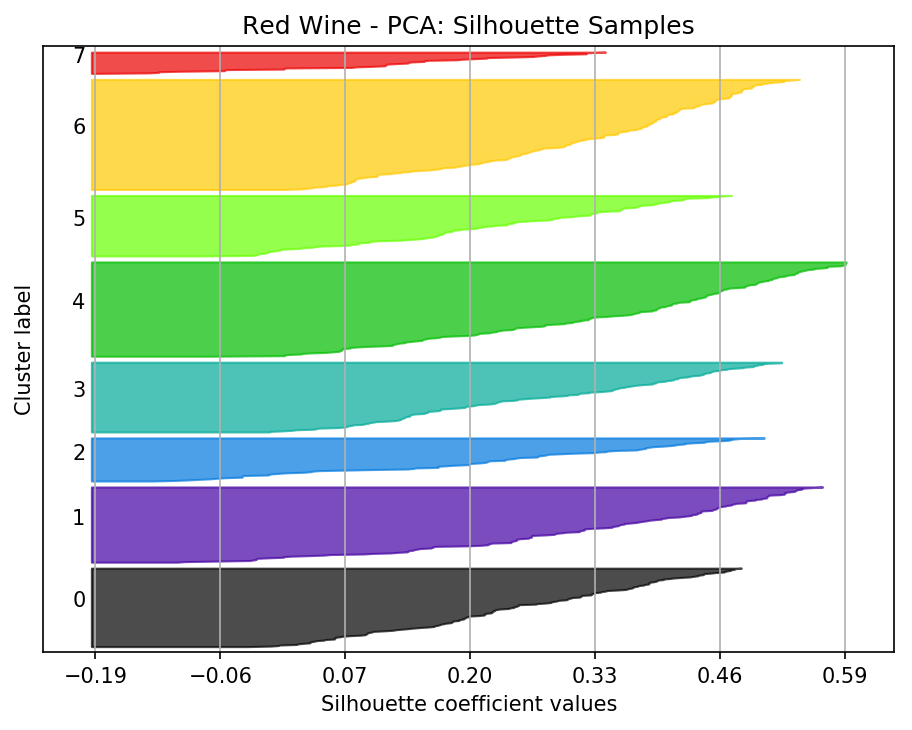 Red Wine - PCA: Silhouette Samples
7
6
5
4
3
2
1
0
Cluster label
−0.19 −0.06 0.07 0.20 0.33 0.46 0.59
Silhouette coefficient values